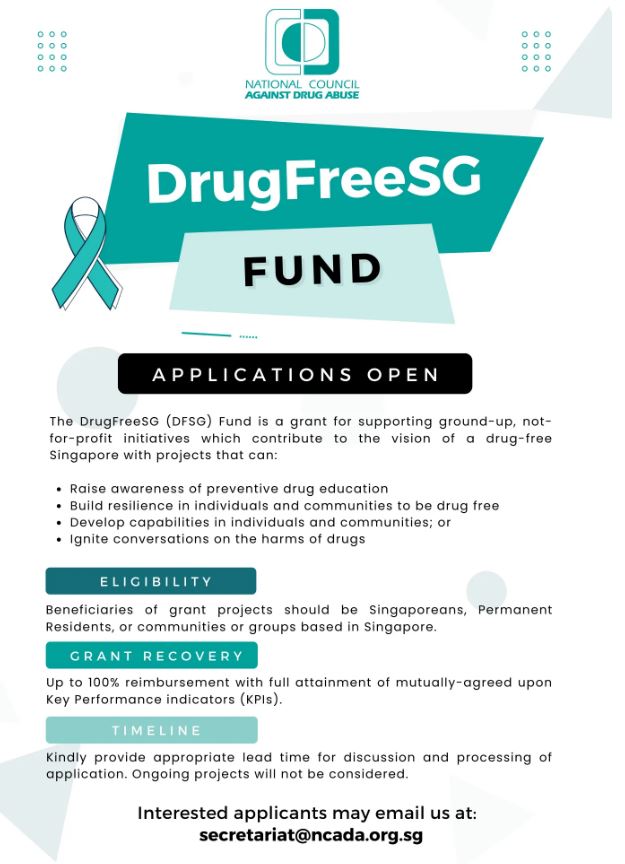 NATIONAL COUNCIL
AGAINST DRUG ABUSE
DrugFreeSG
FUND
APPLICATIONS OPEN
The DrugFreeSG (DFSG) Fund is a grant for supporting ground-up, not-
for-profit initiatives which contribute to the vision of a drug-free
Singapore with projects that can:
• Raise awareness of preventive drug education
• Build resilience in individuals and communities to be drug free
• Develop capabilities in individuals and communities; or
• Ignite conversations on the harms of drugs
ELIGIBILITY
Beneficiaries of grant projects should be Singaporeans, Permanent
Residents, or communities or groups based in Singapore.
GRANT RECOVERY
Up to 100% reimbursement with full attainment of mutually-agreed upon
Key Performance indicators (KPIs).
TIMELINE
Kindly provide appropriate lead time for discussion and processing of
application. Ongoing projects will not be considered.
Interested applicants may email us at:
secretariat@ncada.org.sg